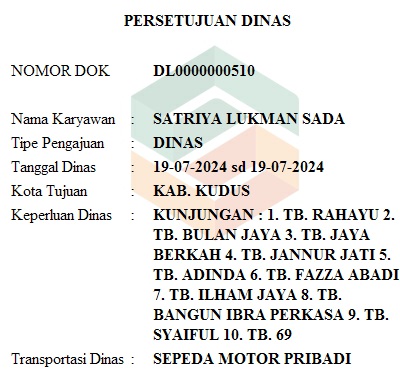 PERSETUJUAN DINAS
NOMOR DOK DL0000000510
Nama Karyawan : SATRIYA LUKMAN SADA
Tipe Pengajuan : DINAS
Tanggal Dinas : 19-07-2024 sd 19-07-2024
Kota Tujuan : KAB. KUDUS
Keperluan Dinas : KUNJUNGAN : 1. TB. RAHAYU 2.
TB. BULAN JAYA 3. TB. JAYA
BERKAH 4. TB. JANNUR JATI 5.
TB. ADINDA 6. TB. FAZZA ABADI
7. TB. ILHAM JAYA 8. TB.
BANGUN IBRA PERKASA 9. TB.
SYAIFUL 10. TB. 69
Transportasi Dinas : SEPEDA MOTOR PRIBADI